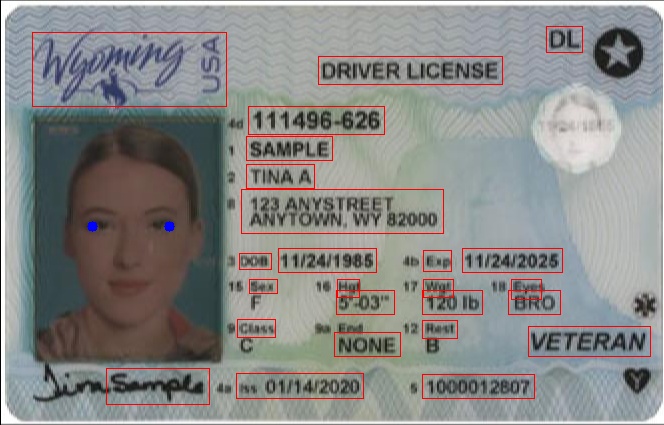 Wyoming USA
DL
DRIVER LICENSE
4d 111496-626
1 SAMPLE
2 TINA A
8 123 ANYSTREET
ANYTOWN, WY 82000
3 DOB 11/24/1985 4b Exp 11/24/2025
15 Sex 16 Hgt 17 Wgt 18 Eyes
F 5'-03" 120 lb BRO
9 Class 9a End 12 Rest
C NONE B
VETERAN
Tina Sample
4a Iss 01/14/2020 5 1000012807
Y